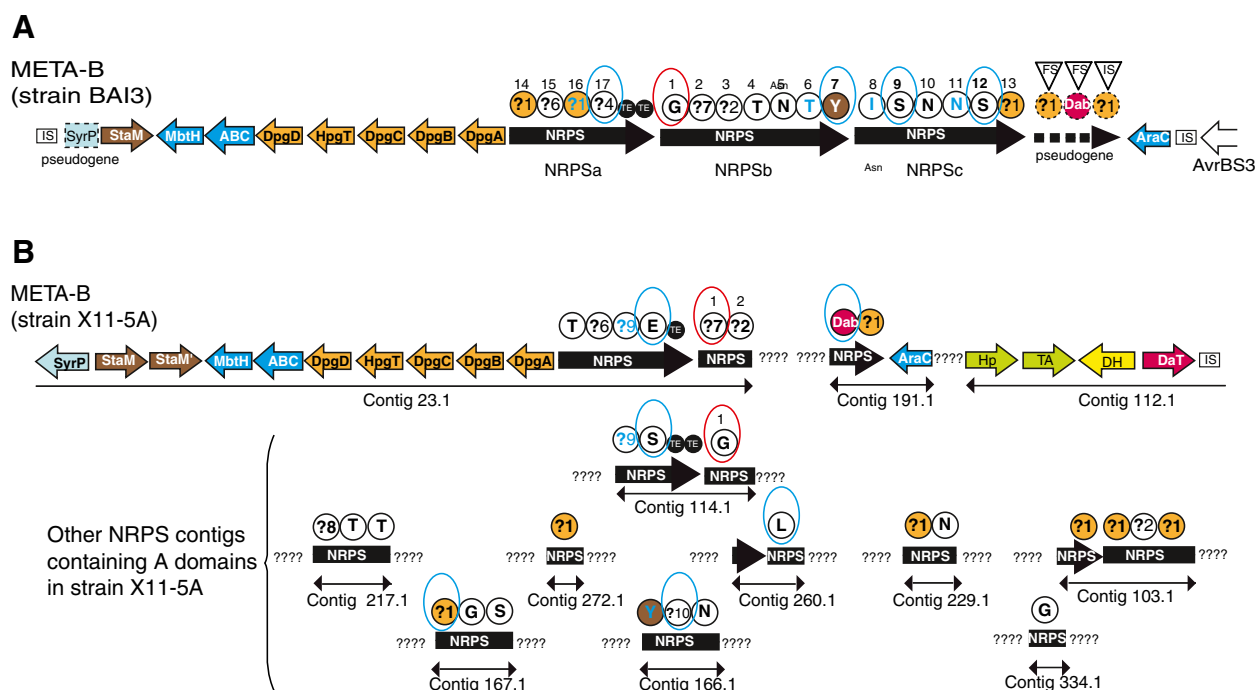 A
META-B
(strain BAI3)
FS FS IS
14 15 16 17 1 2 3 4 5 Asn 6 7 8 9 10 11 12 13
?1 ?6 ?1 ?4 TE TE G ?7 ?2 T N T Y I S N N S ?1 ?1 Dab ?1
IS SyrP StaM MbtH ABC DpgD HpgT DpgC DpgB DpgA NRPS NRPS NRPS AraC IS
pseudogene pseudogene
NRPSa NRPSb Asn NRPSc AvrBS3
B
META-B
(strain X11-5A)
1 2
T ?6 ?9 E TE ?7 ?2 Dab ?1
SyrP StaM StaM' MbtH ABC DpgD HpgT DpgC DpgB DpgA NRPS NRPS ???? ???? NRPS AraC ???? Hp TA DH DaT IS
Contig 23.1 Contig 191.1 Contig 112.1
1
?9 S TE TE G
???? NRPS NRPS ????
Contig 114.1
Other NRPS contigs
containing A domains
in strain X11-5A
?8 T T ?1 L ?1 N ?1 ?1 ?2 ?1
???? NRPS ???? ???? NRPS ???? ???? NRPS ???? ???? NRPS ???? ???? NRPS NRPS ????
Contig 217.1 Contig 272.1 Contig 260.1 Contig 229.1 Contig 103.1
?1 G S Y ?10 N G
???? NRPS ???? ???? NRPS ???? ???? NRPS ????
Contig 167.1 Contig 166.1 Contig 334.1